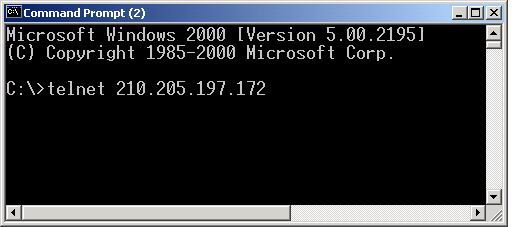 Command Prompt (2)
Microsoft Windows 2000 [Version 5.00.2195]
(C) Copyright 1985-2000 Microsoft Corp.
C:\>telnet 210.205.197.172